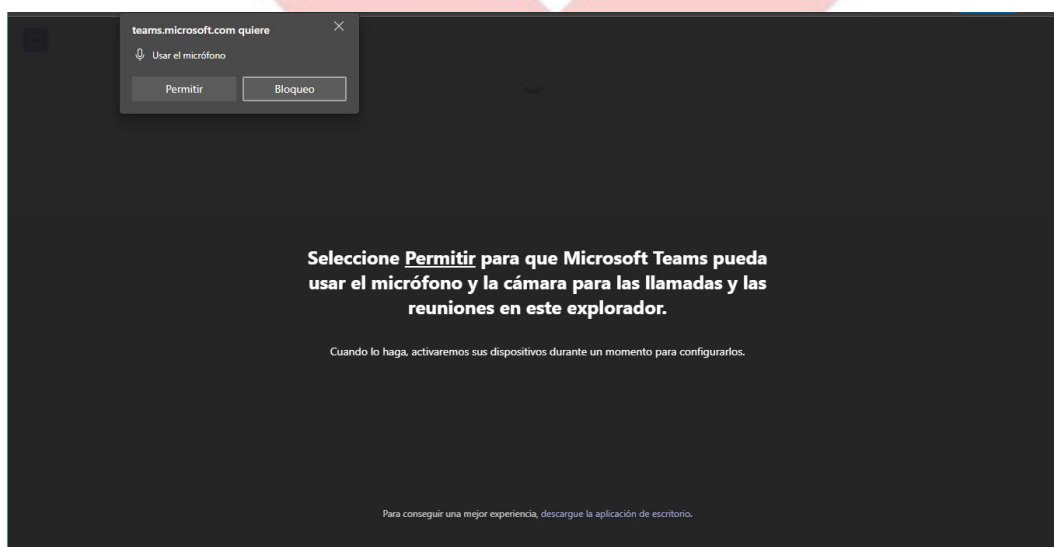 teams.microsoft.com quiere
Usar el micrófono
Permitir
Bloqueo
Seleccione Permitir para que Microsoft Teams pueda
usar el micrófono y la cámara para las llamadas y las
reuniones en este explorador.
Cuando lo haga, activaremos sus dispositivos durante un momento para configurarlos.
Para conseguir una mejor experiencia, descargue la aplicación de escritorio.